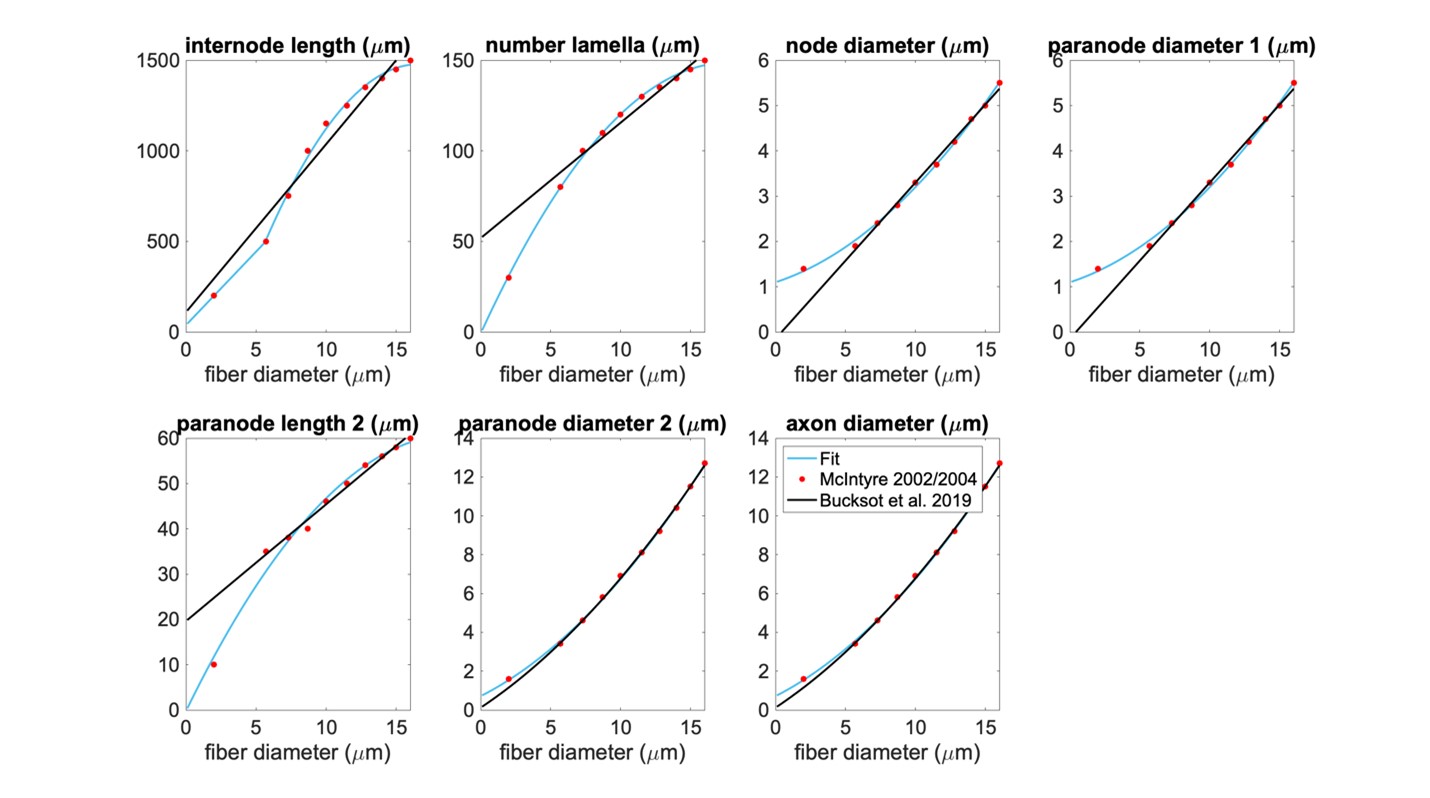 internode length (μm)
number lamella (μm)
node diameter (μm)
paranode diameter 1 (μm)
1500
1000
500
0
0 5 10 15
fiber diameter (μm)
150
100
50
0
0 5 10 15
fiber diameter (μm)
6
5
4
3
2
1
0
0 5 10 15
fiber diameter (μm)
6
5
4
3
2
1
0
0 5 10 15
fiber diameter (μm)
paranode length 2 (μm)
paranode diameter 2 (μm)
axon diameter (μm)
60
50
40
30
20
10
0
0 5 10 15
fiber diameter (μm)
14
12
10
8
6
4
2
0
0 5 10 15
fiber diameter (μm)
14
12
10
8
6
4
2
0
0 5 10 15
fiber diameter (μm)
Fit
McIntyre 2002/2004
Bucksot et al. 2019